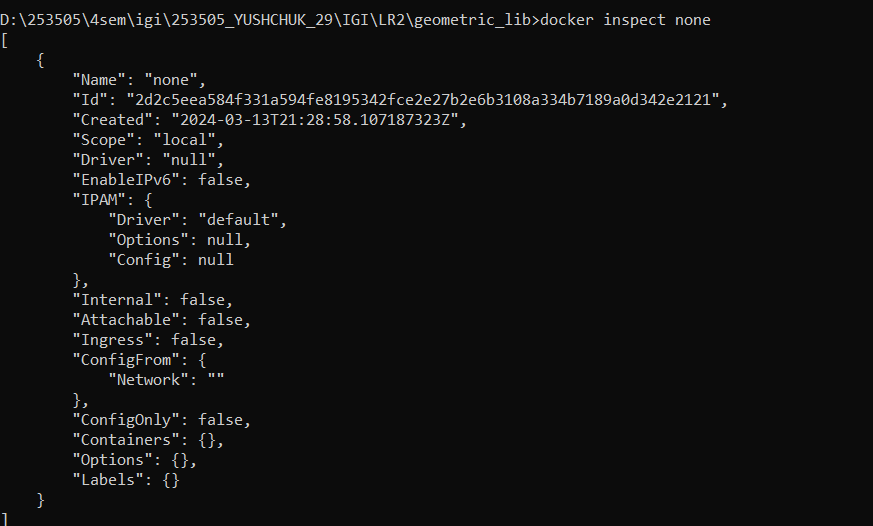 D:\253505\4sem\igi\253505_YUSHCHUK_29\IGI\LR2\geometric_lib>docker inspect none
[
    {
        "Name": "none",
        "Id": "2d2c5eea584f331a594fe8195342fce2e27b2e6b3108a334b7189a0d342e2121",
        "Created": "2024-03-13T21:28:58.107187323Z",
        "Scope": "local",
        "Driver": "null",
        "EnableIPv6": false,
        "IPAM": {
            "Driver": "default",
            "Options": null,
            "Config": null
        },
        "Internal": false,
        "Attachable": false,
        "Ingress": false,
        "ConfigFrom": {
            "Network": ""
        },
        "ConfigOnly": false,
        "Containers": {},
        "Options": {},
        "Labels": {}
    }
]